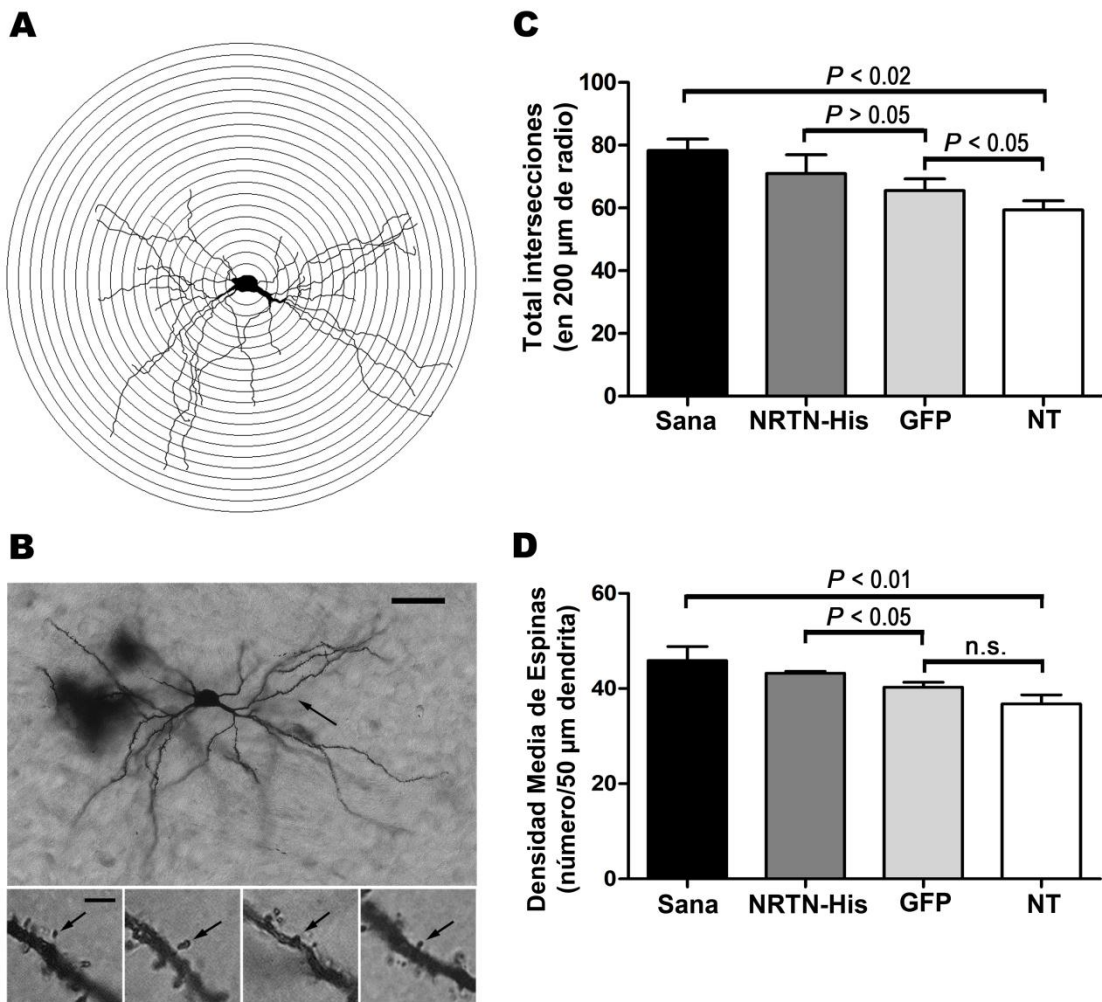 A
B
C
Total intersecciones
(en 200 µm de radio)
100
80
60
40
20
0
P < 0.02
P > 0.05
P < 0.05
Sana NRTN-His GFP NT
D
Densidad Media de Espinas
(número/50 µm dendrita)
60
40
20
0
P < 0.01
P < 0.05
n.s.
Sana NRTN-His GFP NT